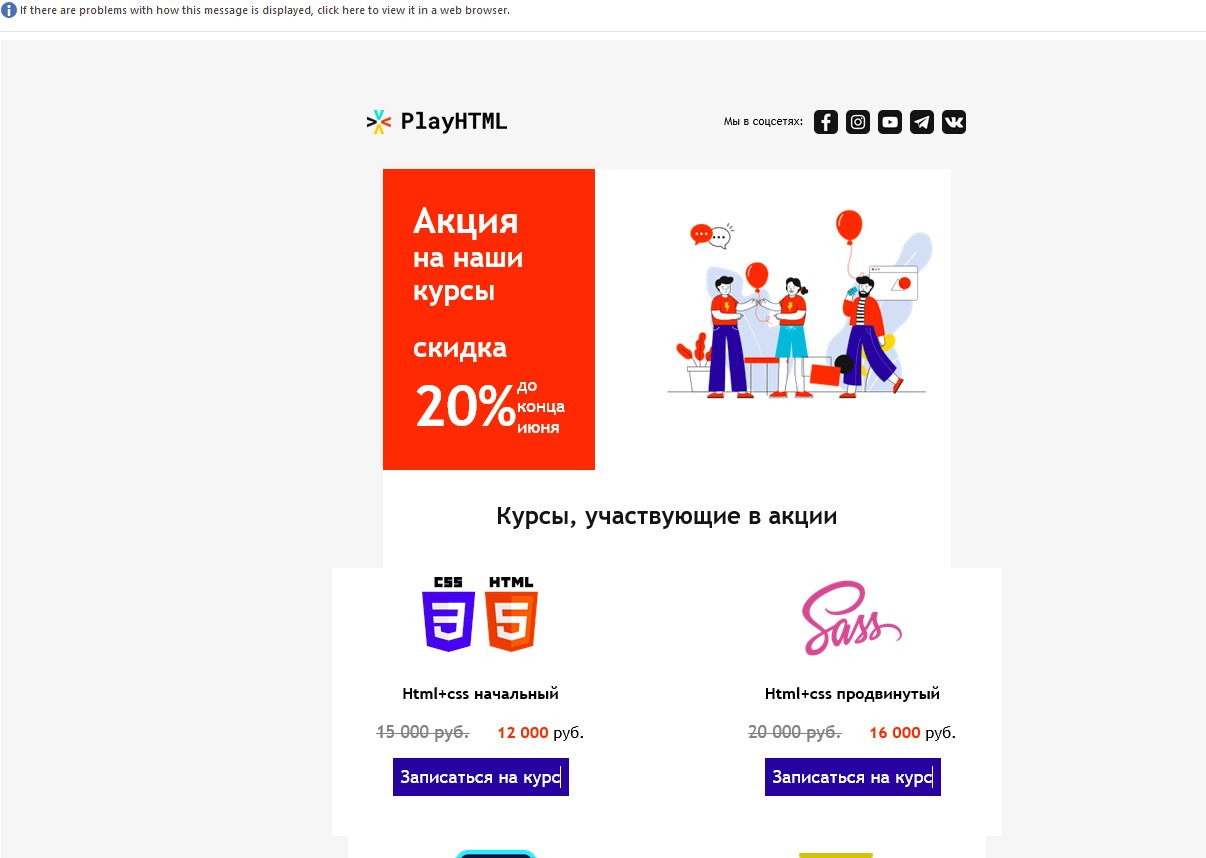 If there are problems with how this message is displayed, click here to view it in a web browser.
PlayHTML
Мы в соцсетях:
Акция
на наши
курсы
скидка
20%
до
конца
июня
Курсы, участвующие в акции
CSS HTML
Sass
Html+css начальный
Html+css продвинутый
15 000 руб. 12 000 руб.
20 000 руб. 16 000 руб.
Записаться на курс
Записаться на курс